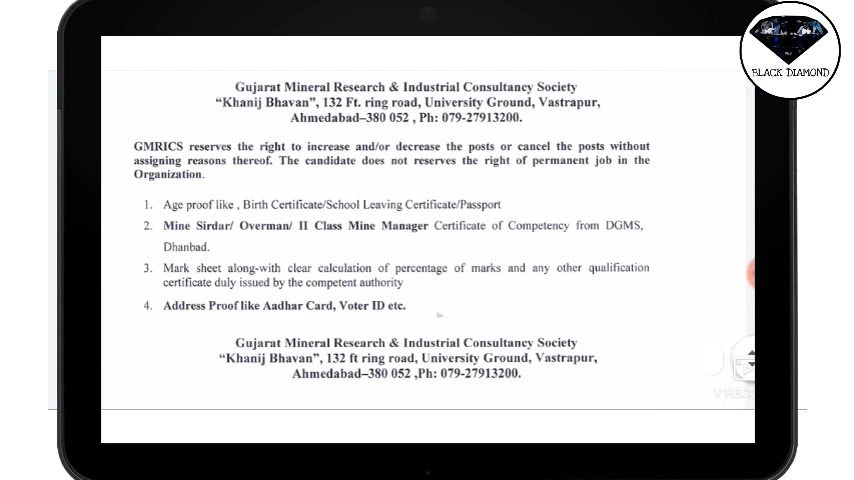 BLACK DIAMOND
Gujarat Mineral Research & Industrial Consultancy Society
“Khanij Bhavan”, 132 Ft. ring road, University Ground, Vastrapur,
Ahmedabad–380 052 , Ph: 079-27913200.
GMRICS reserves the right to increase and/or decrease the posts or cancel the posts without
assigning reasons thereof. The candidate does not reserves the right of permanent job in the
Organization.
1. Age proof like , Birth Certificate/School Leaving Certificate/Passport
2. Mine Sirdar/ Overman/ II Class Mine Manager Certificate of Competency from DGMS,
Dhanbad.
3. Mark sheet along-with clear calculation of percentage of marks and any other qualification
certificate duly issued by the competent authority
4. Address Proof like Aadhar Card, Voter ID etc.
Gujarat Mineral Research & Industrial Consultancy Society
“Khanij Bhavan”, 132 ft ring road, University Ground, Vastrapur,
Ahmedabad–380 052 ,Ph: 079-27913200.